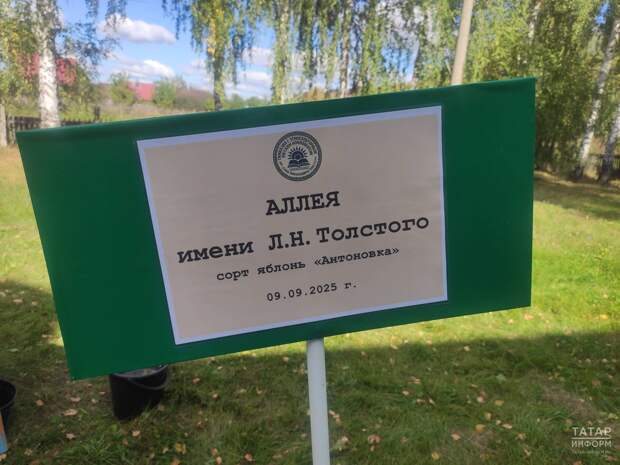 АЛЛЕЯ
имени Л.Н. Толстого
сорт яблонь «Антоновка»
09.09.2025 г.
ТАТАР
ИНФОРМ